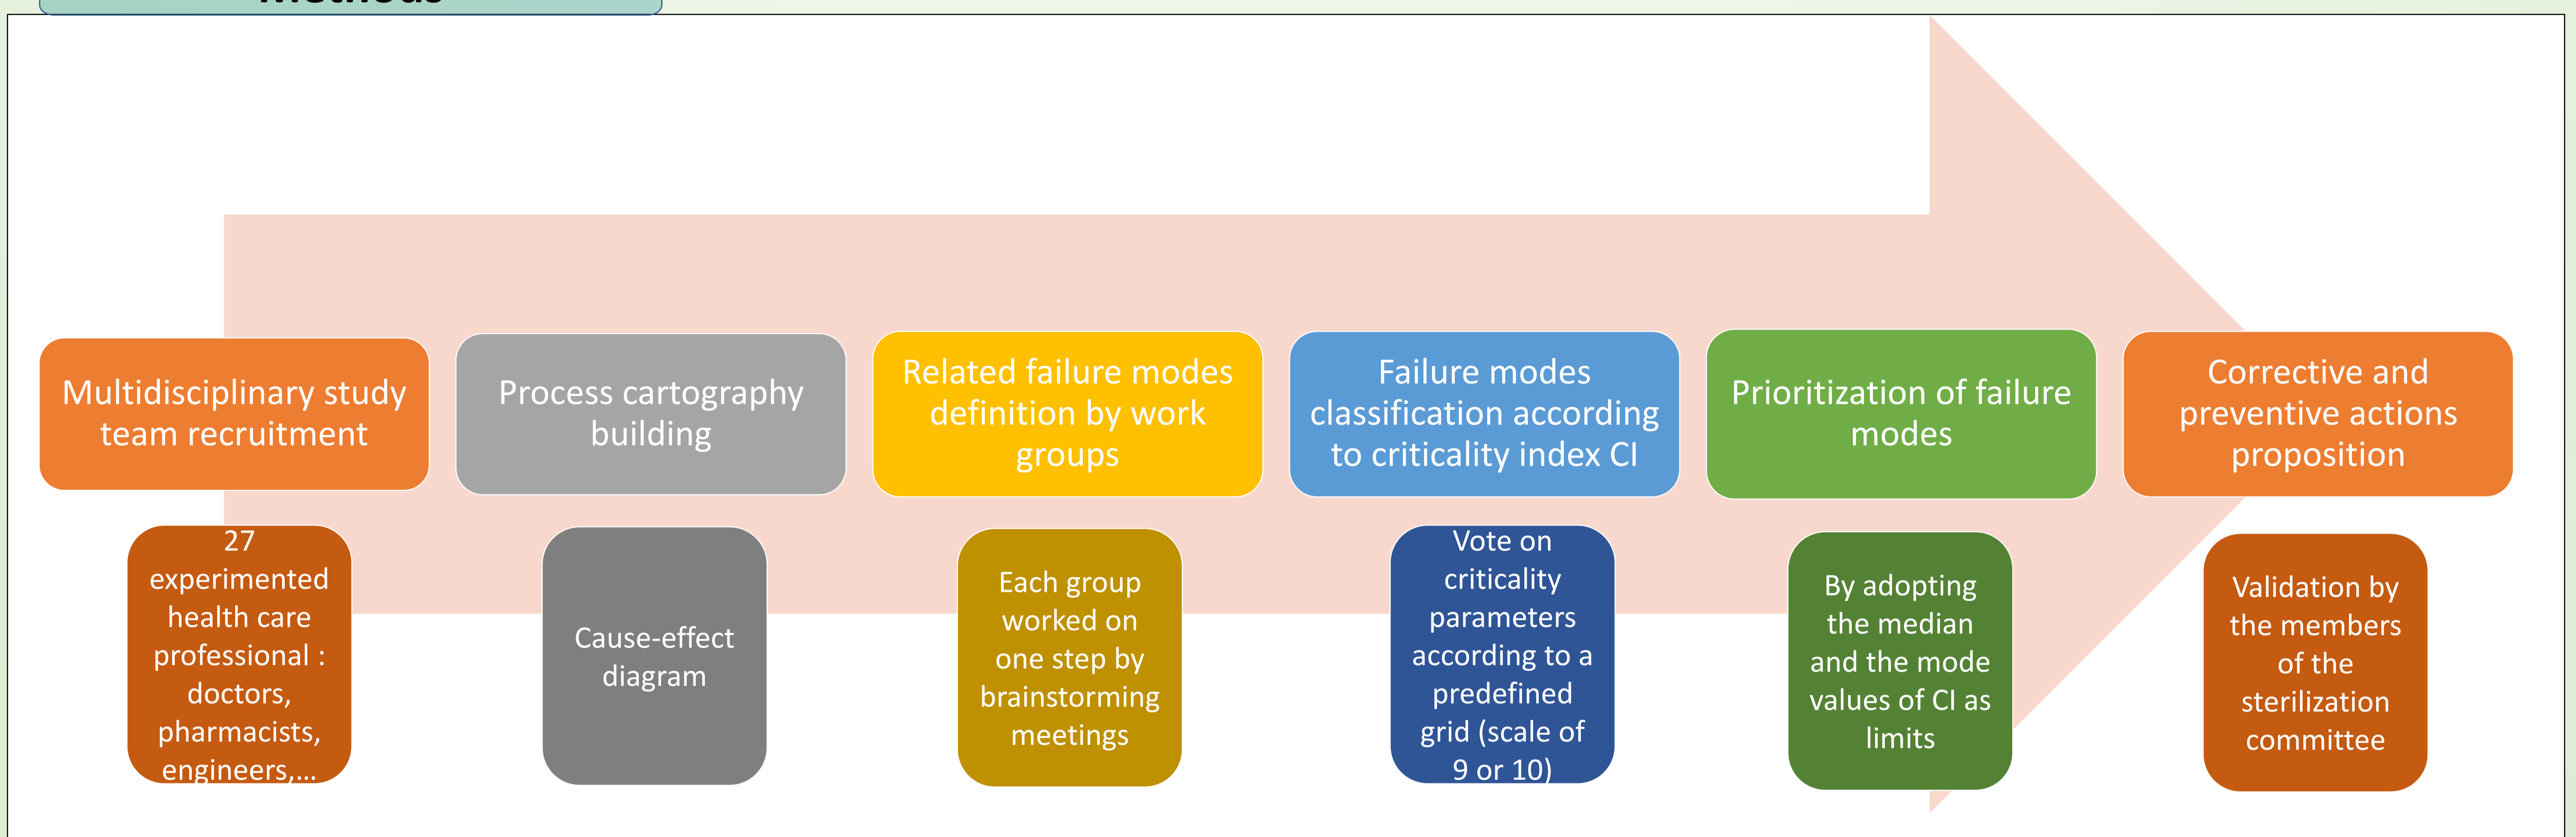 Methods
Multidisciplinary study
team recruitment
Process cartography
building
Related failure modes
definition by work
groups
Failure modes
classification according
to criticality index CI
Prioritization of failure
modes
Corrective and
preventive actions
proposition
27
experimented
health care
professional :
doctors,
pharmacists,
engineers,...
Cause-effect
diagram
Each group
worked on
one step by
brainstorming
meetings
Vote on
criticality
parameters
according to a
predefined
grid (scale of
9 or 10)
By adopting
the median
and the mode
values of CI as
limits
Validation by
the members
of the
sterilization
committee